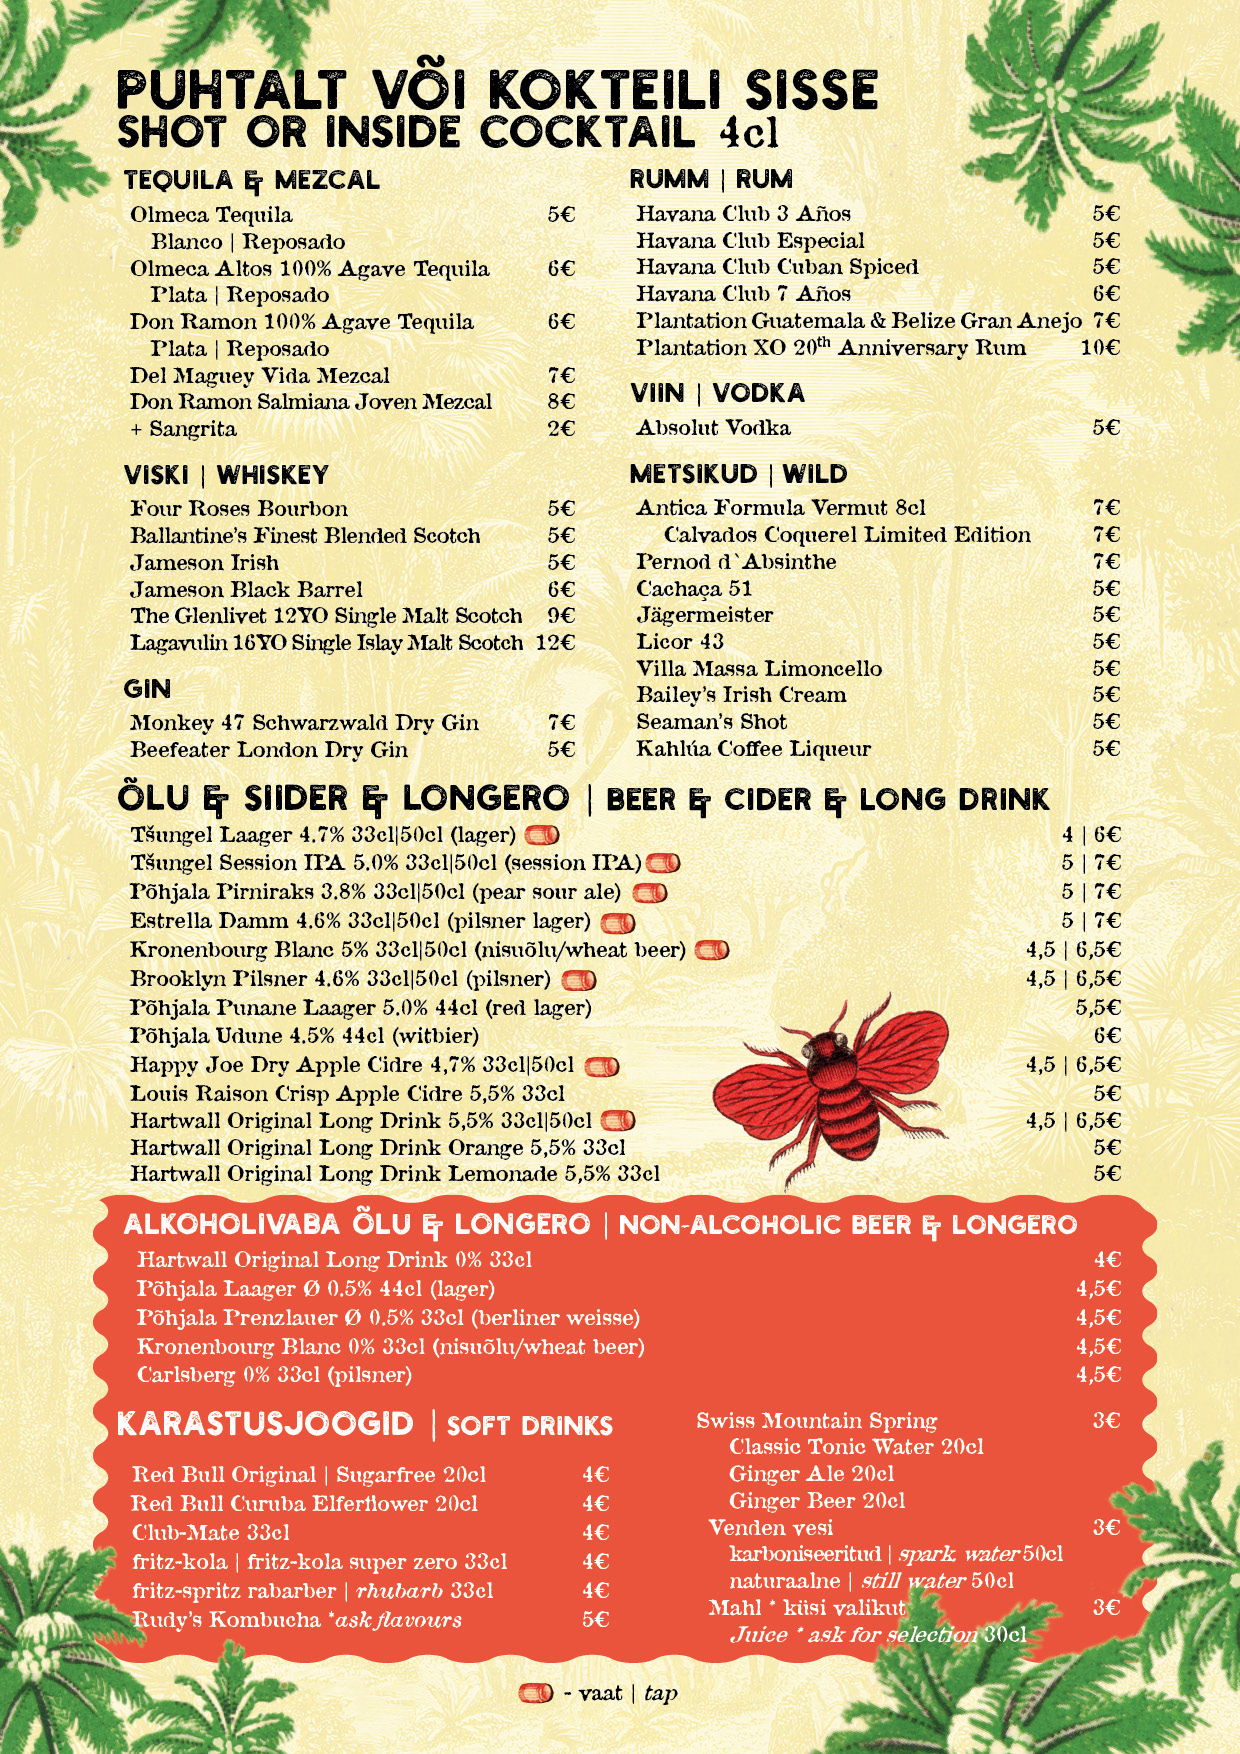 PUHTALT VÕI KOKTEILI SISSE
SHOT OR INSIDE COCKTAIL 4cl
TEQUILA & MEZCAL
Olmeca Tequila 5€
Blanco | Reposado
Olmeca Altos 100% Agave Tequila 6€
Plata | Reposado
Don Ramon 100% Agave Tequila 6€
Plata | Reposado
Del Maguey Vida Mezcal 7€
Don Ramon Salmiana Joven Mezcal 8€
+ Sangrita 2€
VISKI | WHISKEY
Four Roses Bourbon 5€
Ballantine's Finest Blended Scotch 5€
Jameson Irish 5€
Jameson Black Barrel 6€
The Glenlivet 12YO Single Malt Scotch 9€
Lagavulin 16YO Single Islay Malt Scotch 12€
GIN
Monkey 47 Schwarzwald Dry Gin 7€
Beefeater London Dry Gin 5€
RUMM | RUM
Havana Club 3 Años 5€
Havana Club Especial 5€
Havana Club Cuban Spiced 5€
Havana Club 7 Años 6€
Plantation Guatemala & Belize Gran Anejo 7€
Plantation XO 20th Anniversary Rum 10€
VIIN | VODKA
Absolut Vodka 5€
METSIKUD | WILD
Antica Formula Vermut 8cl 7€
Calvados Coquerel Limited Edition 7€
Pernod d`Absinthe 7€
Cachaça 51 5€
Jägermeister 5€
Licor 43 5€
Villa Massa Limoncello 5€
Bailey's Irish Cream 5€
Seaman's Shot 5€
Kahlúa Coffee Liqueur 5€
ÕLU & SIIDER & LONGERO | BEER & CIDER & LONG DRINK
Tšungel Laager 4.7% 33cl|50cl (lager) 4 | 6€
Tšungel Session IPA 5.0% 33cl|50cl (session IPA) 5 | 7€
Põhjala Pirniraks 3.8% 33cl|50cl (pear sour ale) 5 | 7€
Estrella Damm 4.6% 33cl|50cl (pilsner lager) 5 | 7€
Kronenbourg Blanc 5% 33cl|50cl (nisuõlu/wheat beer) 4,5 | 6,5€
Brooklyn Pilsner 4.6% 33cl|50cl (pilsner) 4,5 | 6,5€
Põhjala Punane Laager 5.0% 44cl (red lager) 5,5€
Põhjala Udune 4.5% 44cl (witbier) 6€
Happy Joe Dry Apple Cidre 4,7% 33cl|50cl 4,5 | 6,5€
Louis Raison Crisp Apple Cidre 5,5% 33cl 5€
Hartwall Original Long Drink 5,5% 33cl|50cl 4,5 | 6,5€
Hartwall Original Long Drink Orange 5,5% 33cl 5€
Hartwall Original Long Drink Lemonade 5,5% 33cl 5€
ALKOHOLIVABA ÕLU & LONGERO | NON-ALCOHOLIC BEER & LONGERO
Hartwall Original Long Drink 0% 33cl 4€
Põhjala Laager Ø 0.5% 44cl (lager) 4,5€
Põhjala Prenzlauer Ø 0.5% 33cl (berliner weisse) 4,5€
Kronenbourg Blanc 0% 33cl (nisuõlu/wheat beer) 4,5€
Carlsberg 0% 33cl (pilsner) 4,5€
KARASTUSJOOGID | SOFT DRINKS
Red Bull Original | Sugarfree 20cl 4€
Red Bull Curuba Elferflower 20cl 4€
Club-Mate 33cl 4€
fritz-kola | fritz-kola super zero 33cl 4€
fritz-spritz rabarber | rhubarb 33cl 4€
Rudy's Kombucha *ask flavours 5€
Swiss Mountain Spring 3€
Classic Tonic Water 20cl
Ginger Ale 20cl
Ginger Beer 20cl
Venden vesi 3€
karboniseeritud | spark. water 50cl
naturaalne | still water 50cl
Mahl * küsi valikut 3€
Juice * ask for selection 30cl
- vaat | tap